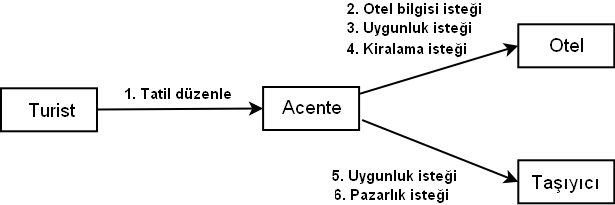 2. Otel bilgisi isteği
3. Uygunluk isteği
4. Kiralama isteği
Otel
1. Tatil düzenle
Turist
Acente
5. Uygunluk isteği
6. Pazarlık isteği
Taşıyıcı